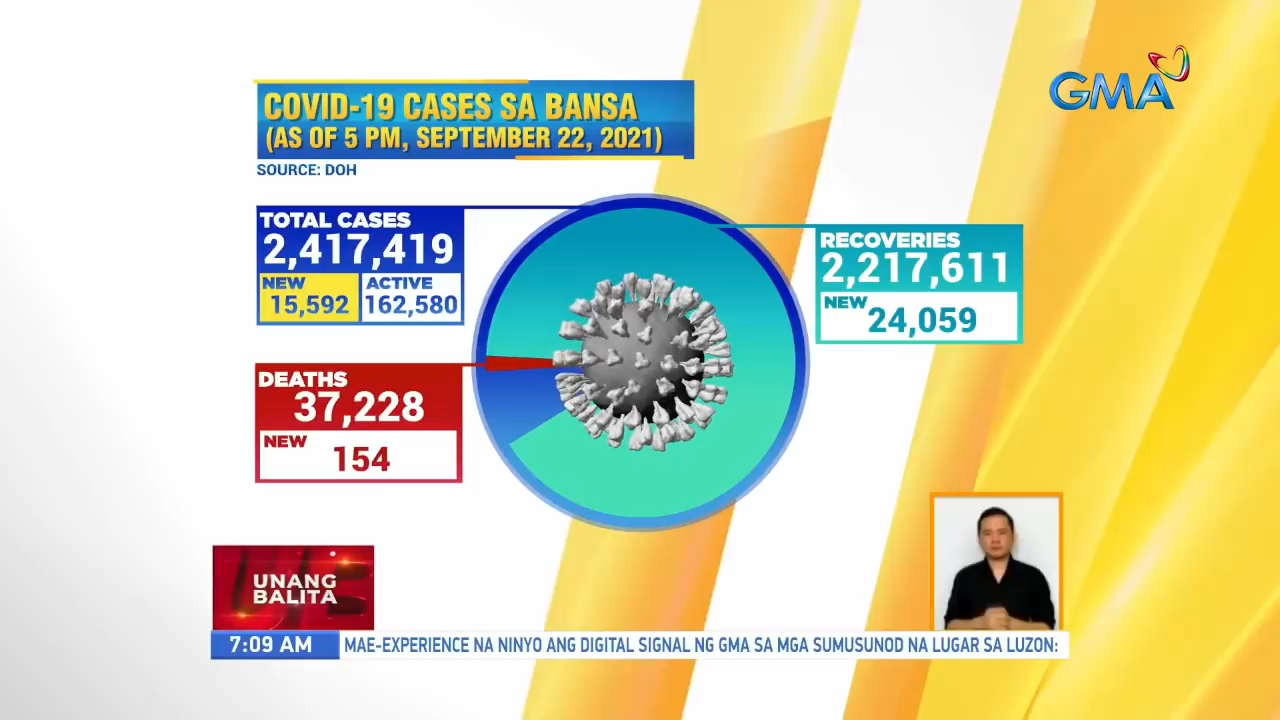 GMA
COVID-19 CASES SA BANSA
(AS OF 5 PM, SEPTEMBER 22, 2021)
SOURCE: DOH
TOTAL CASES
2,417,419
NEW
15,592
ACTIVE
162,580
RECOVERIES
2,217,611
NEW
24,059
DEATHS
37,228
NEW
154
UNANG
BALITA
7:09 AM
MAE-EXPERIENCE NA NINYO ANG DIGITAL SIGNAL NG GMA SA MGA SUMUSUNOD NA LUGAR SA LUZON: